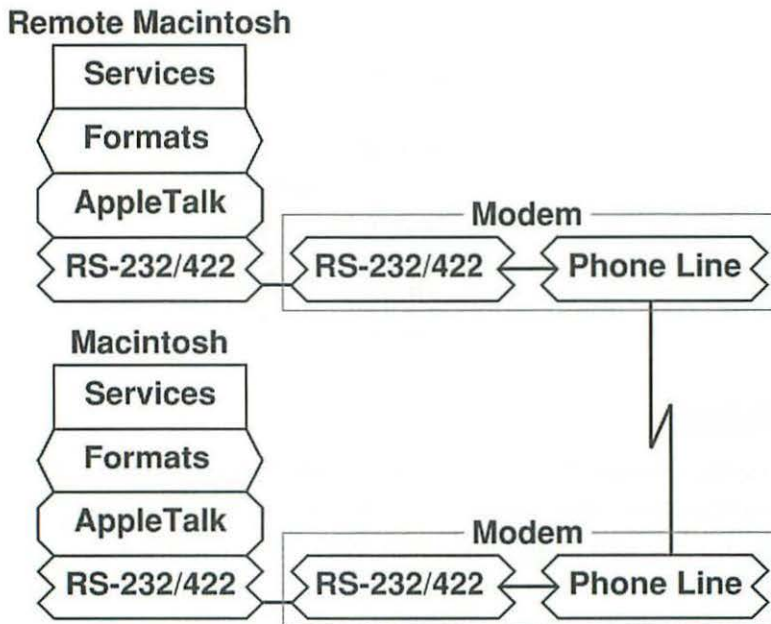 Remote Macintosh
Services
Formats
AppleTalk
Modem
RS-232/422
RS-232/422
Phone Line
Macintosh
Services
Formats
AppleTalk
Modem
RS-232/422
RS-232/422
Phone Line